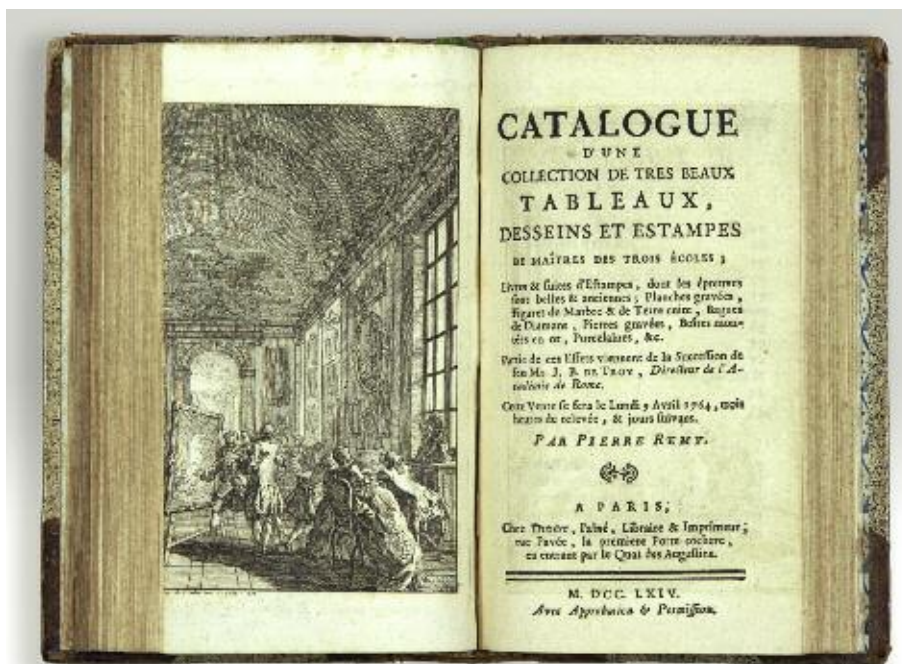 CATALOGUE
D'UNE
COLLECTION DE TRES BEAUX
TABLEAUX,
DESSEINS ET ESTAMPES
DE MAÎTRES DES TROIS ÉCOLES ;
Livres & suites d'Estampes, dont les épreuves
sont belles & anciennes ; Planches gravées,
Figures de Marbre & de Terre cuite, Bagues
de Diamans, Pierres gravées, Boîtes mon-
tées en or, Porcelaines, &c.
Partie de ces Effets viennent de la Succession de
feu Mr J. B. DE TROY, Directeur de l'A-
cadémie de Rome.
Cette Vente se fera le Lundi 9 Avril 1764, trois
heures de relevée, & jours suivans.
PAR PIERRE REMY.
A PARIS,
Chez Didot, l'aîné, Libraire & Imprimeur ;
rue Pavée, la premiere Porte cochere,
en entrant par le Quai des Augustins.
M. DCC. LXIV.
Avec Approbation & Permission.